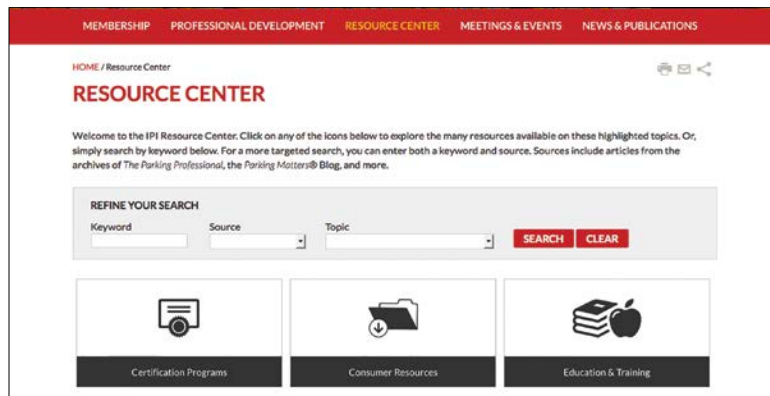 MEMBERSHIP PROFESSIONAL DEVELOPMENT RESOURCE CENTER MEETINGS & EVENTS NEWS & PUBLICATIONS
HOME / Resource Center
RESOURCE CENTER
Welcome to the IPI Resource Center. Click on any of the icons below to explore the many resources available on these highlighted topics. Or,
simply search by keyword below. For a more targeted search, you can enter both a keyword and source. Sources include articles from the
archives of The Parking Professional, the Parking Matters® Blog, and more.
REFINE YOUR SEARCH
Keyword Source Topic
SEARCH CLEAR
Certification Programs Consumer Resources Education & Training